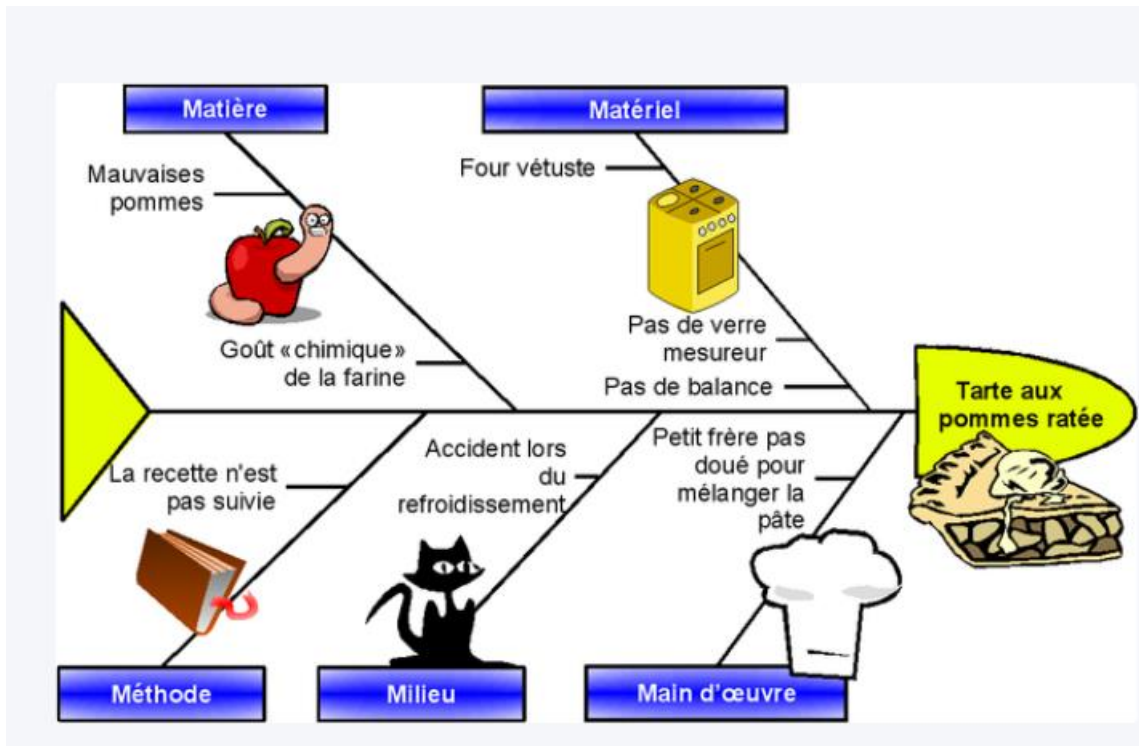 Matière
Matériel
Mauvaises
pommes
Four vétuste
Goût «chimique»
de la farine
Pas de verre
mesureur
Pas de balance
Tarte aux
pommes ratée
La recette n'est
pas suivie
Accident lors
du
refroidissement
Petit frère pas
doué pour
mélanger la
pâte
Méthode
Milieu
Main d'œuvre